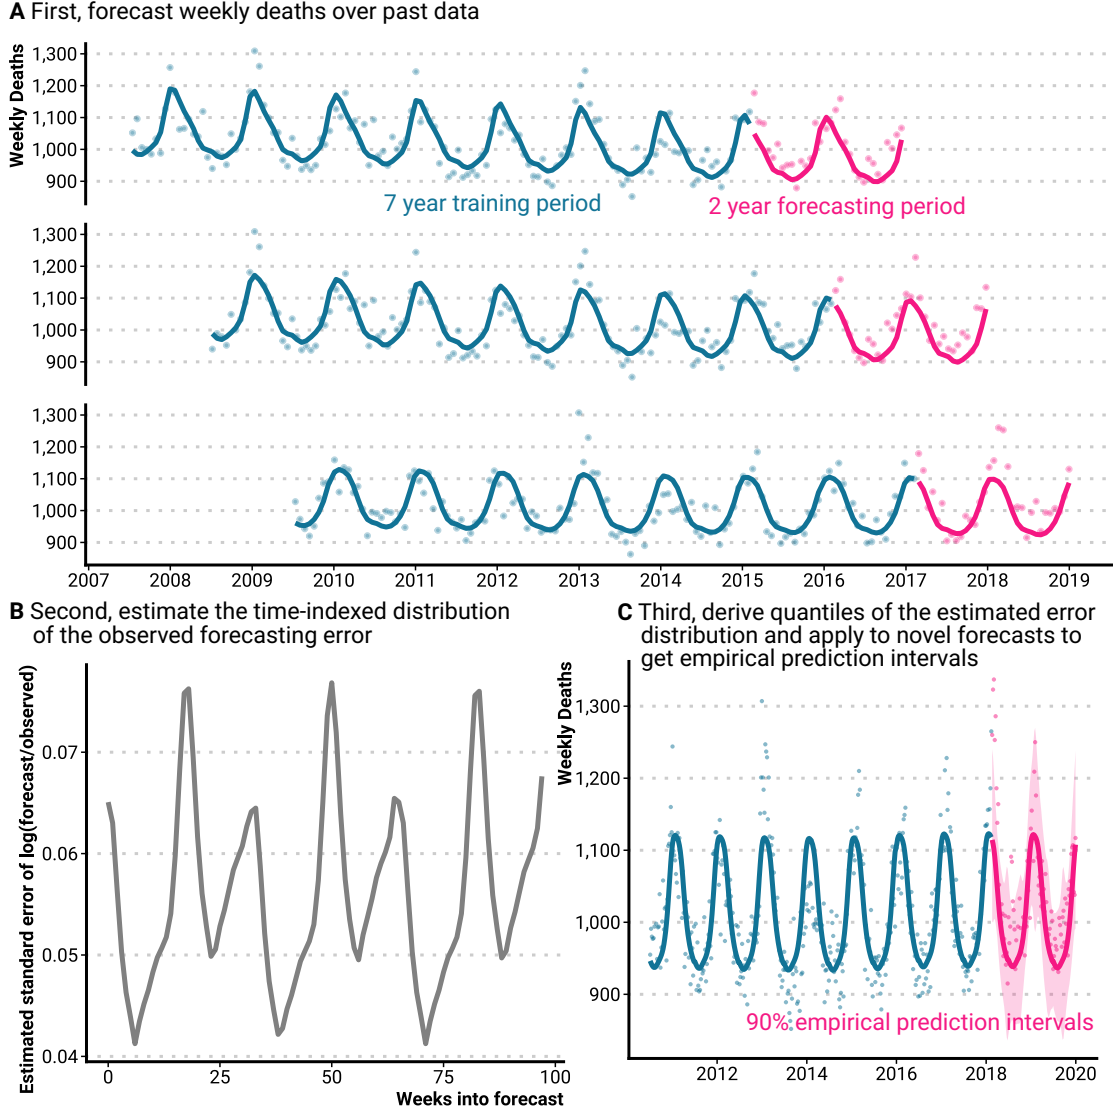 A First, forecast weekly deaths over past data
Weekly Deaths
1,300
1,200
1,100
1,000
900
7 year training period
2 year forecasting period
1,300
1,200
1,100
1,000
900
1,300
1,200
1,100
1,000
900
2007 2008 2009 2010 2011 2012 2013 2014 2015 2016 2017 2018 2019
B Second, estimate the time-indexed distribution
of the observed forecasting error
Estimated standard error of log(forecast/observed)
0.07
0.06
0.05
0.04
0 25 50 75 100
Weeks into forecast
C Third, derive quantiles of the estimated error
distribution and apply to novel forecasts to
get empirical prediction intervals
Weekly Deaths
1,300
1,200
1,100
1,000
900
90% empirical prediction intervals
2012 2014 2016 2018 2020